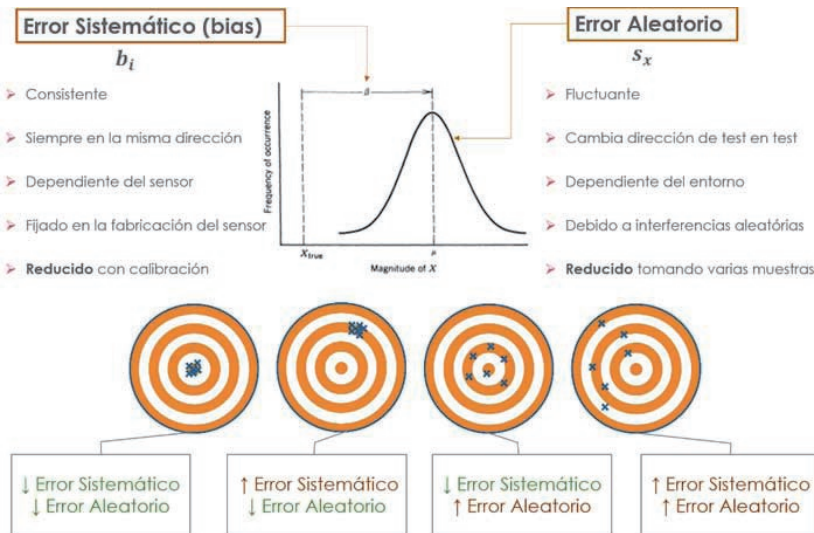 Error Sistemático (bias)
b_i
Consistente
Siempre en la misma dirección
Dependiente del sensor
Fijado en la fabricación del sensor
Reducido con calibración
β
Frequency of occurrence
X_true
μ
Magnitude of X
Error Aleatorio
s_x
Fluctuante
Cambia dirección de test en test
Dependiente del entorno
Debido a interferencias aleatórias
Reducido tomando varias muestras
↓ Error Sistemático
↓ Error Aleatorio
↑ Error Sistemático
↓ Error Aleatorio
↓ Error Sistemático
↑ Error Aleatorio
↑ Error Sistemático
↑ Error Aleatorio